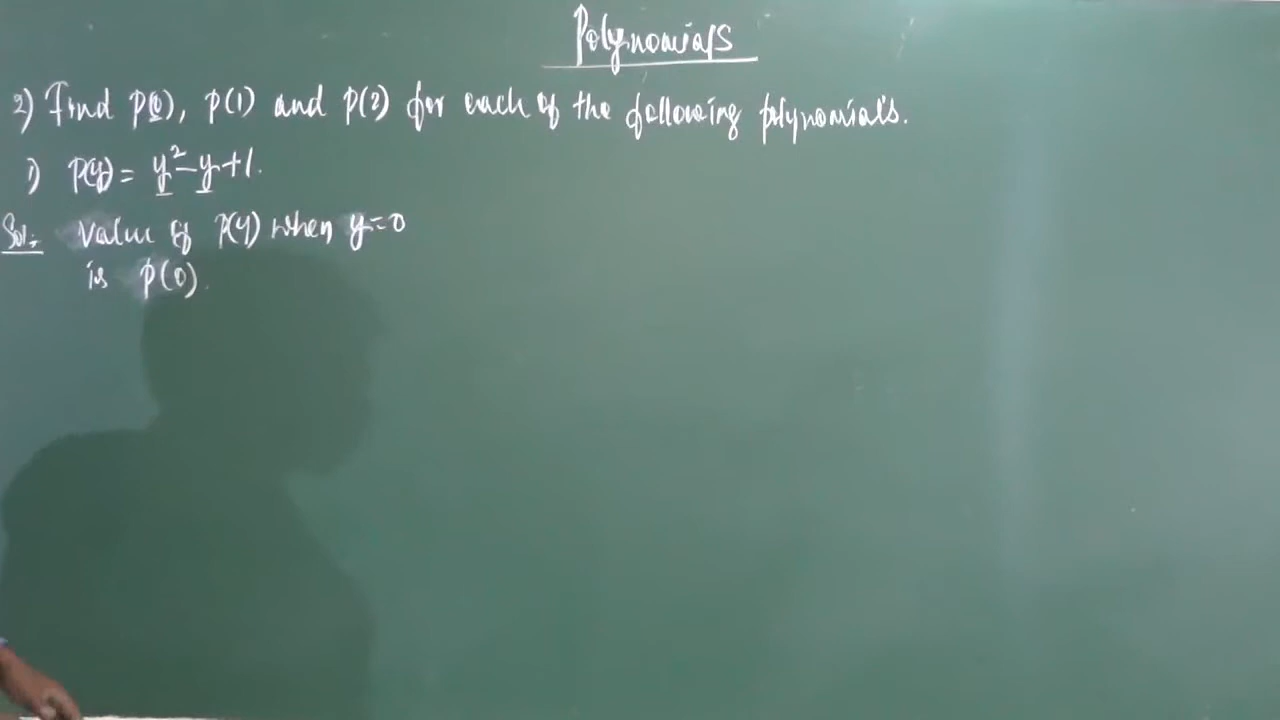 Polynomials
2) Find p(0), p(1) and p(2) for each of the following polynomials.
i) P(y) = y² - y + 1.
Sol:- Value of P(y) when y = 0
is p(0).